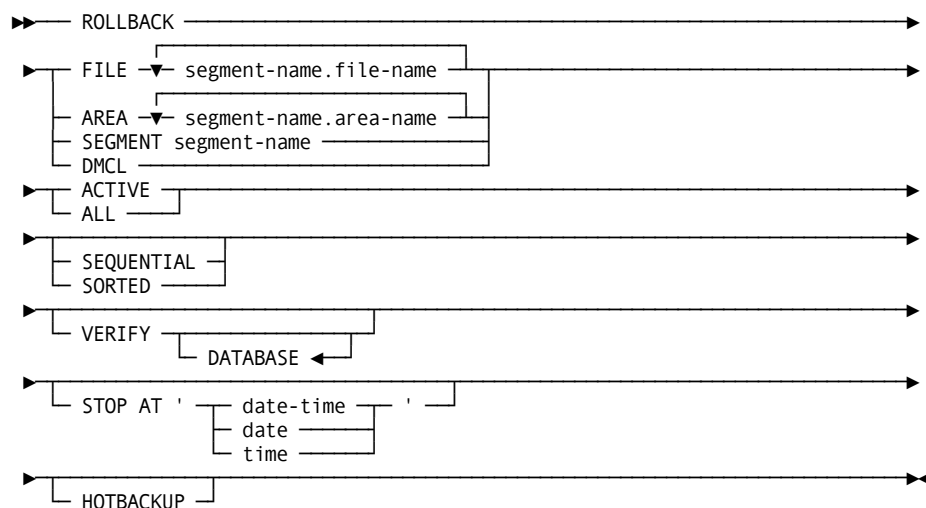 ROLLBACK
FILE segment-name.file-name
AREA segment-name.area-name
SEGMENT segment-name
DMCL
ACTIVE
ALL
SEQUENTIAL
SORTED
VERIFY
DATABASE
STOP AT ' date-time '
date
time
HOTBACKUP